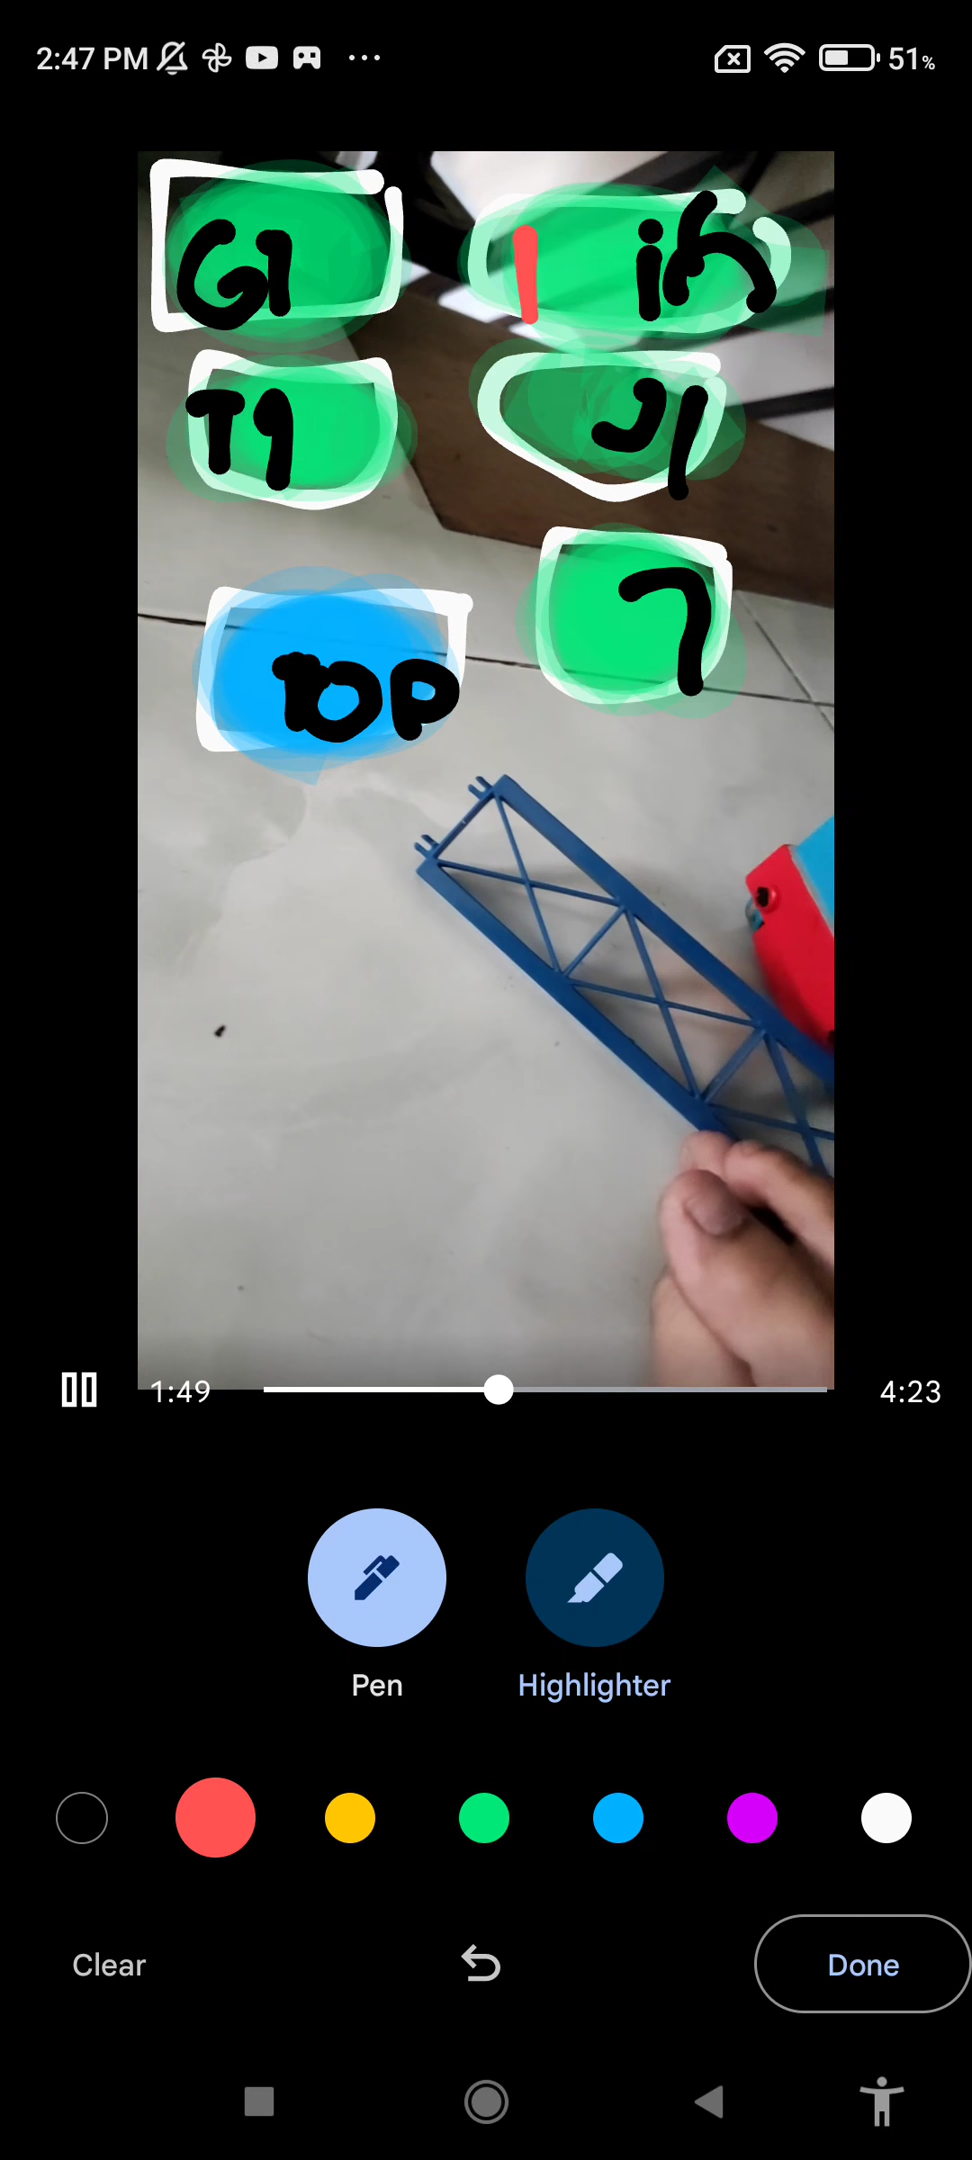 2:47 PM 51%
G1
T1
TOP
7
1:49 4:23
Pen Highlighter
Clear Done